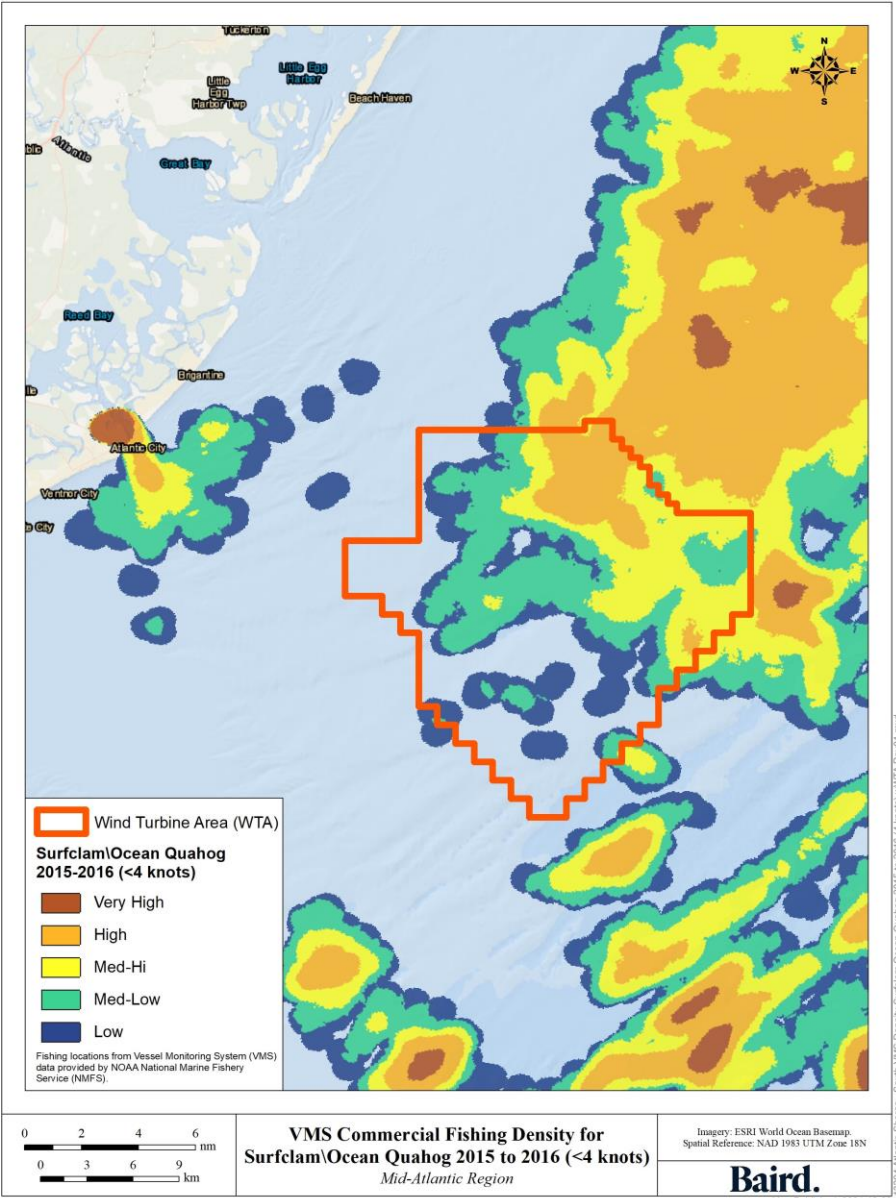 Tuckerton
Little Egg
Harbor
Little
Egg
Harbor Twp
Beach Haven
N
W
E
S
Atlantic
Great Bay
Reed Bay
Brigantine
Atlantic City
Ventnor City
City
Wind Turbine Area (WTA)
Surfclam\Ocean Quahog
2015-2016 (<4 knots)
Very High
High
Med-Hi
Med-Low
Low
Fishing locations from Vessel Monitoring System (VMS)
data provided by NOAA National Marine Fishery
Service (NMFS).
0 2 4 6
nm
0 3 6 9
km
VMS Commercial Fishing Density for
Surfclam\Ocean Quahog 2015 to 2016 (<4 knots)
Mid-Atlantic Region
Imagery: ESRI World Ocean Basemap.
Spatial Reference: NAD 1983 UTM Zone 18N
Baird.